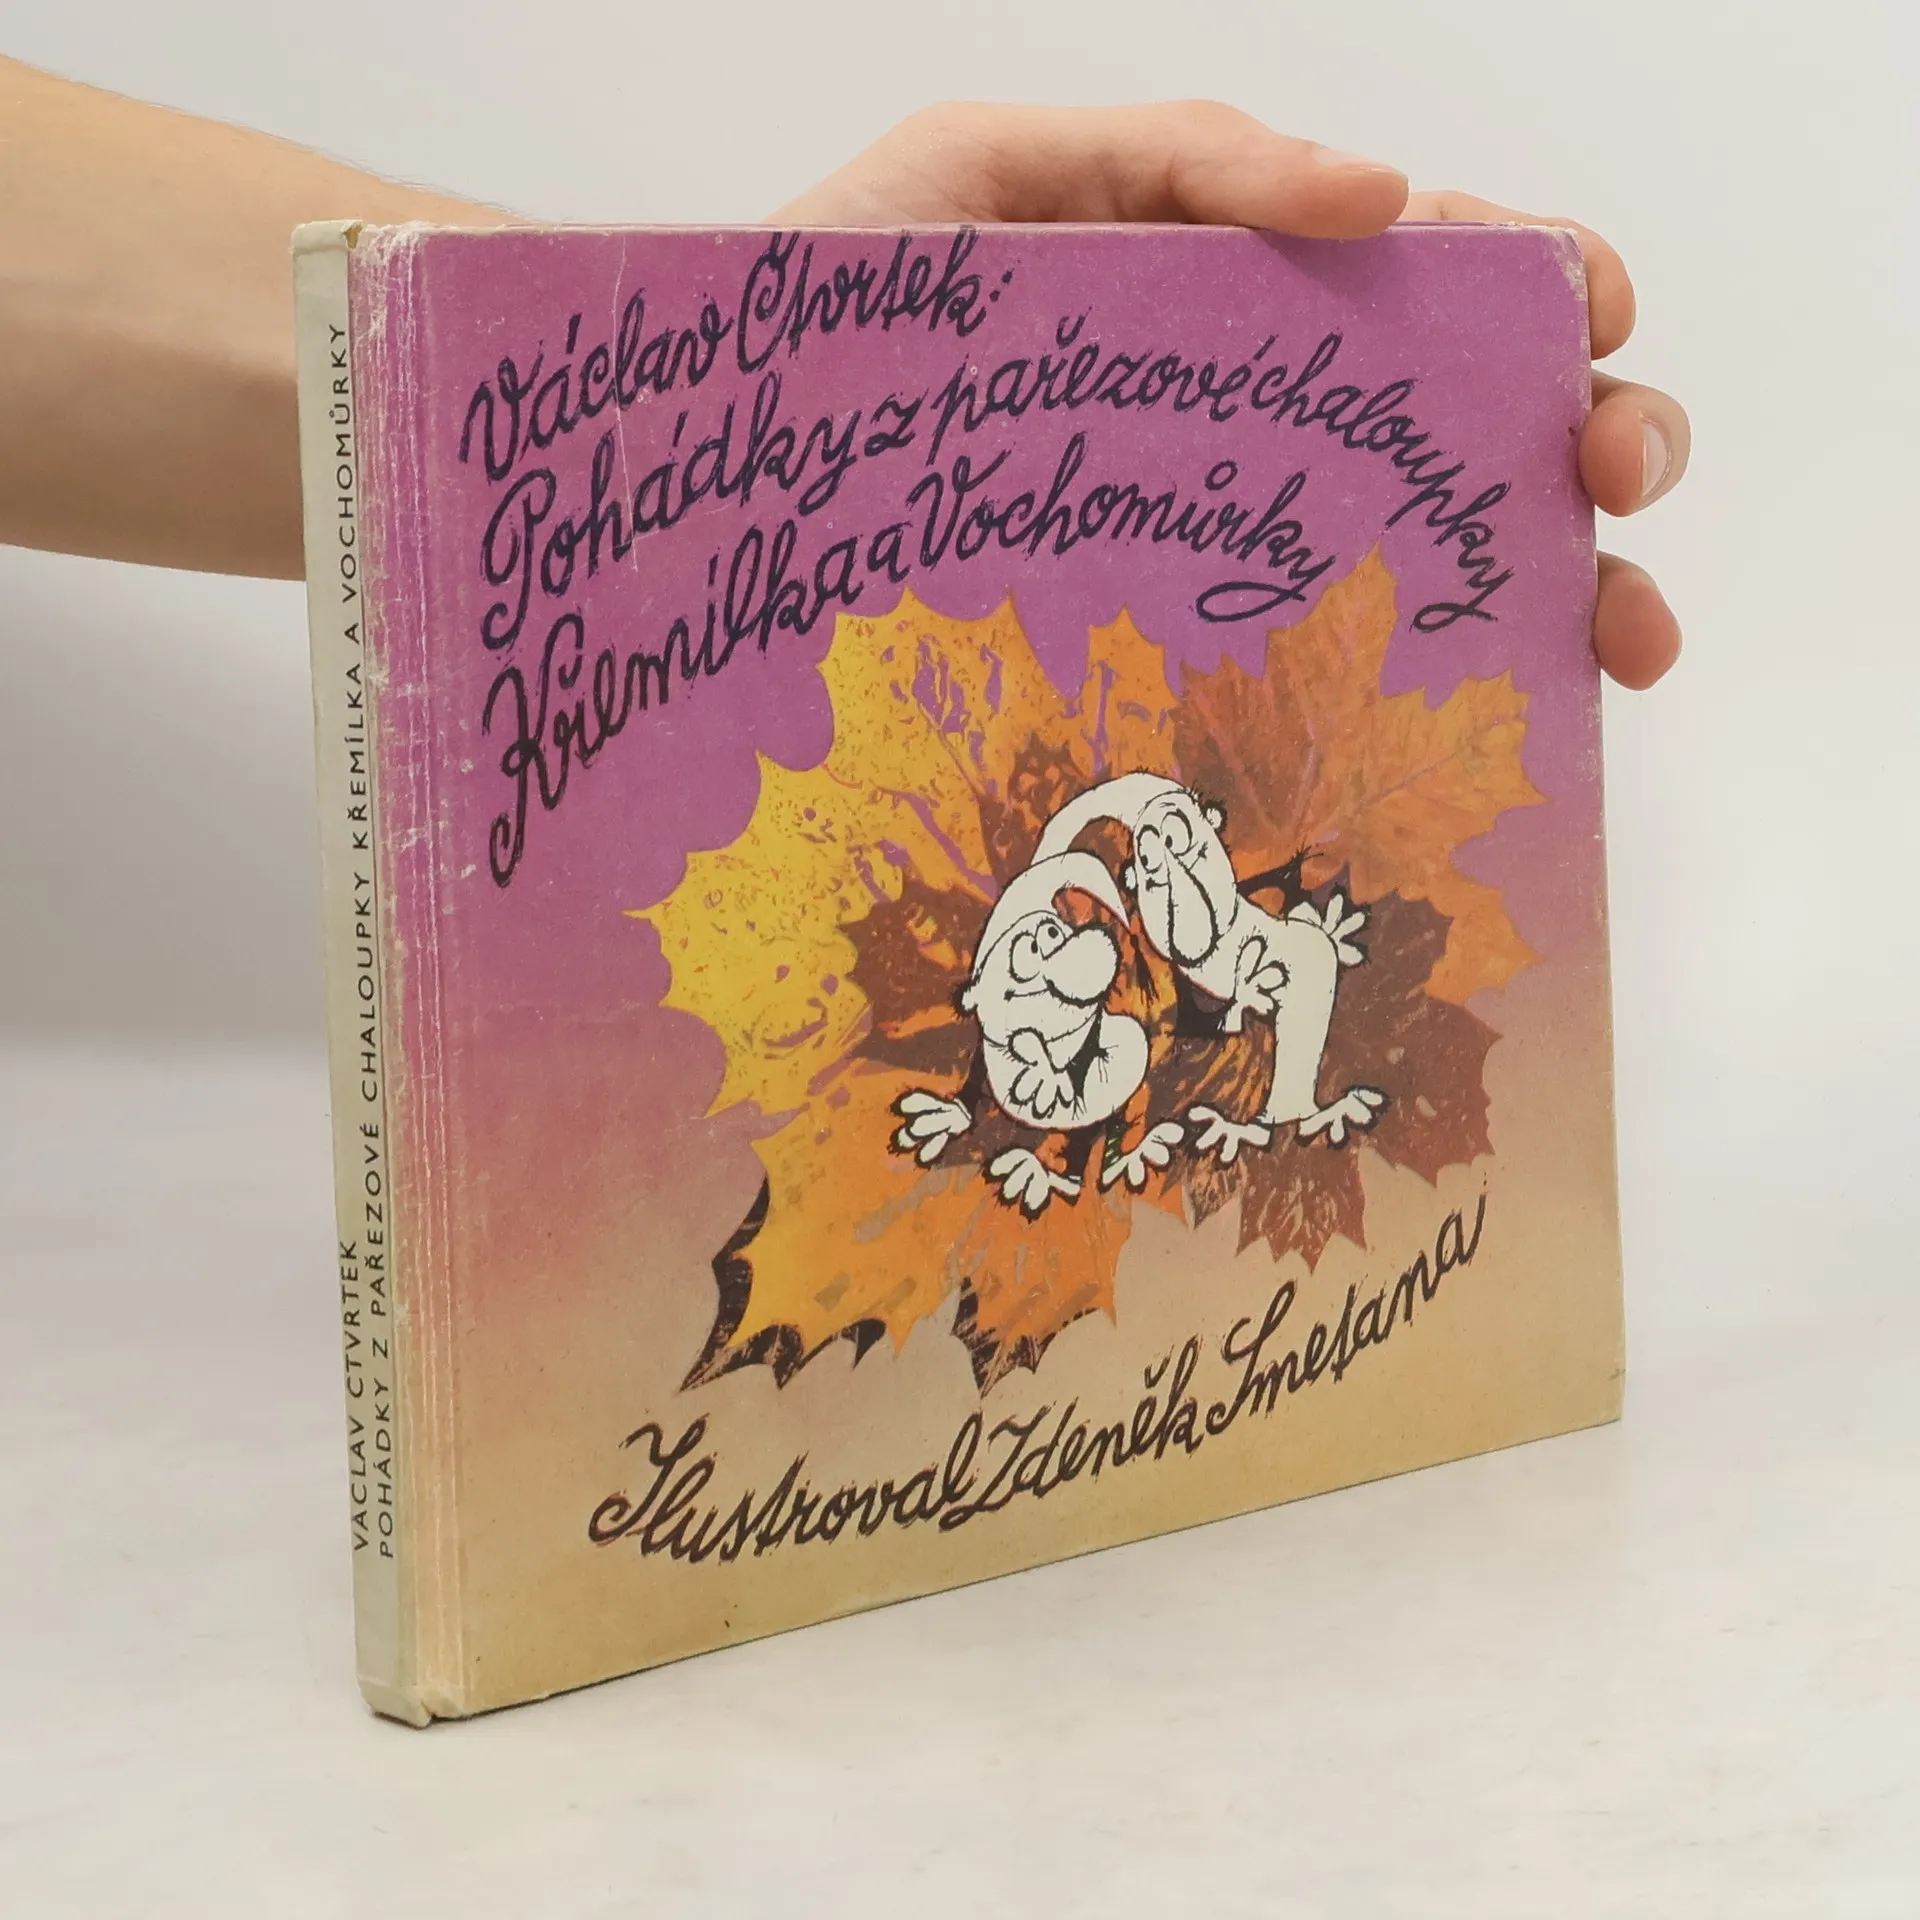 Václav Čtvrtek:
Pohádky z pařezové chaloupky
Křemílka a Vochomůrky
Ilustroval Zdeněk Smetana
VÁCLAV ČTVRTEK
POHÁDKY Z PAŘEZOVÉ CHALOUPKY KŘEMÍLKA A VOCHOMŮRKY